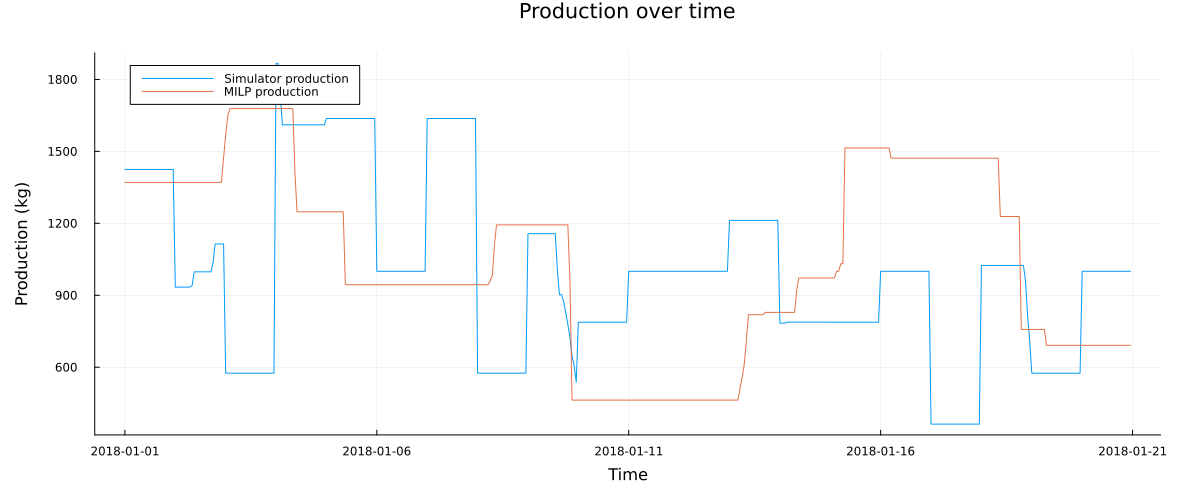 Production over time
Simulator production
MILP production
Production (kg)
1800
1500
1200
900
600
2018-01-01
2018-01-06
2018-01-11
2018-01-16
2018-01-21
Time